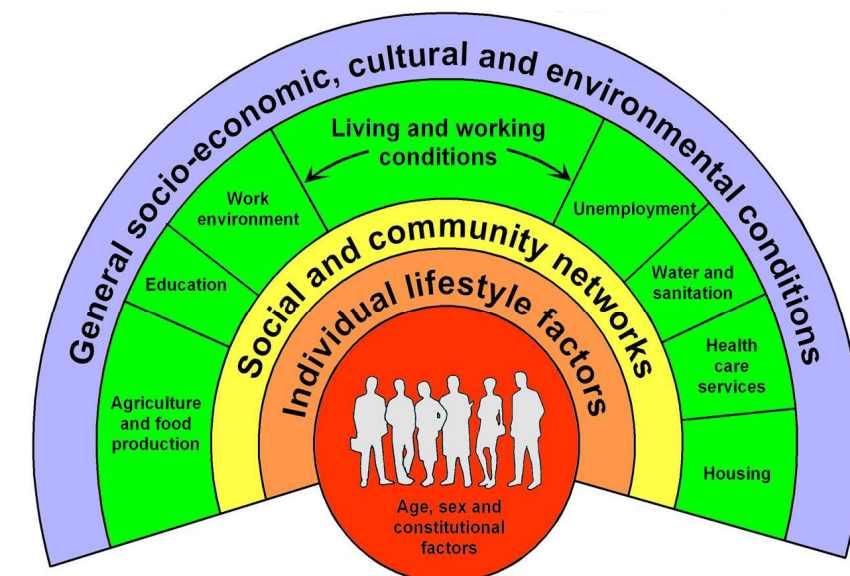 General socio-economic, cultural and environmental conditions
Living and working
conditions
Work
environment
Education
Agriculture
and food
production
Unemployment
Water and
sanitation
Health
care
services
Housing
Social and community networks
Individual lifestyle factors
Age, sex and
constitutional
factors